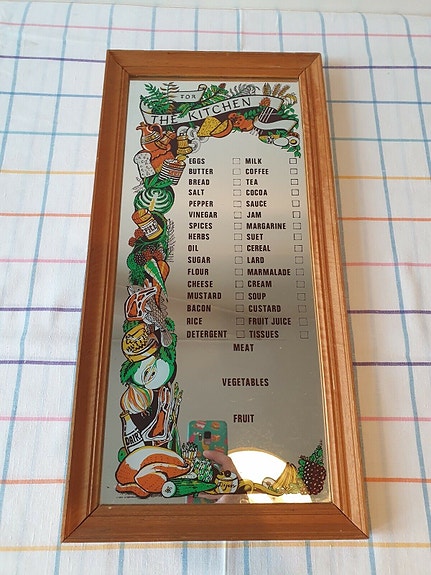 FOR
THE KITCHEN
EGGS MILK
BUTTER COFFEE
BREAD TEA
SALT COCOA
PEPPER SAUCE
VINEGAR JAM
SPICES MARGARINE
HERBS SUET
OIL CEREAL
SUGAR LARD
FLOUR MARMALADE
CHEESE CREAM
MUSTARD SOUP
BACON CUSTARD
RICE FRUIT JUICE
DETERGENT TISSUES
MEAT
VEGETABLES
FRUIT